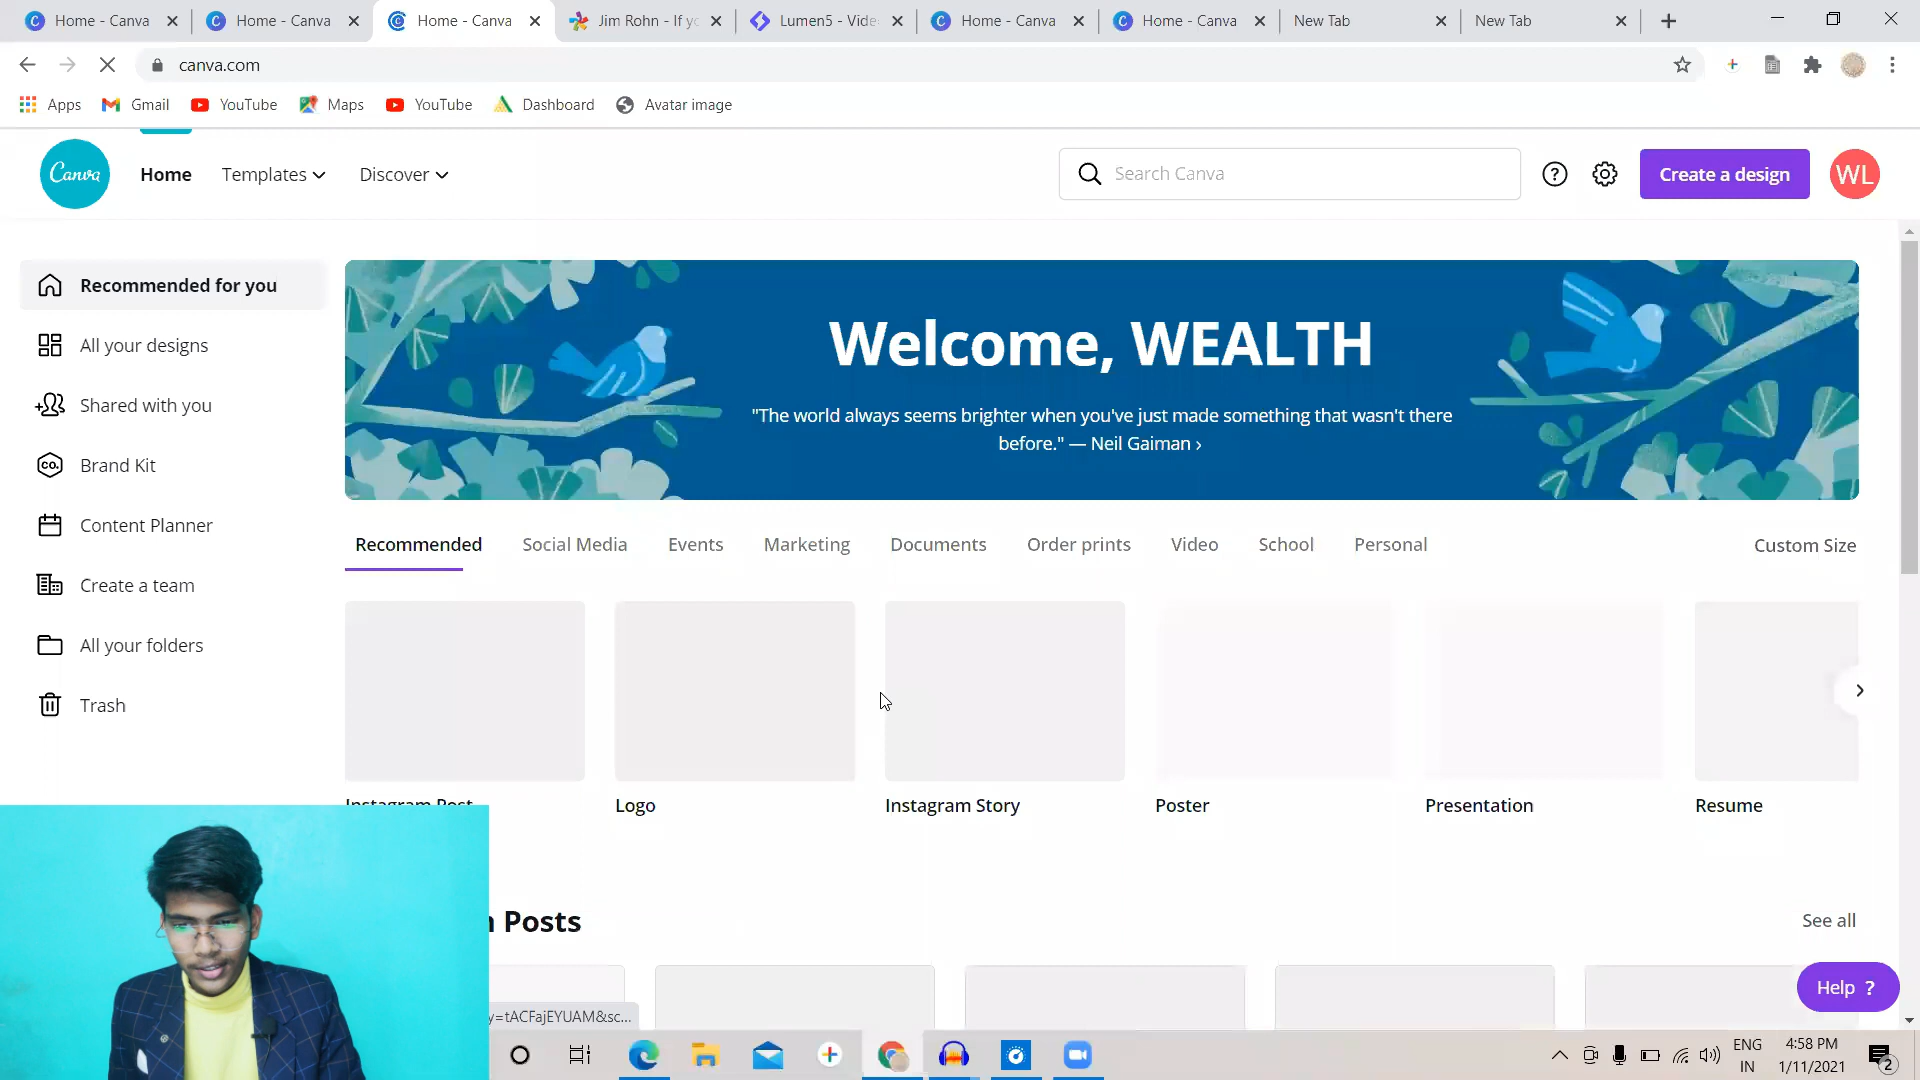 Home - Canva
Home - Canva
Home - Canva
Jim Rohn - If yo
Lumen5 - Vide
Home - Canva
Home - Canva
New Tab
New Tab
canva.com
Apps
Gmail
YouTube
Maps
YouTube
Dashboard
Avatar image
Canva
Home
Templates
Discover
Search Canva
?
Create a design
WL
Recommended for you
All your designs
Shared with you
CO.
Brand Kit
Content Planner
Create a team
All your folders
Trash
Welcome, WEALTH
"The world always seems brighter when you've just made something that wasn't there
before." — Neil Gaiman ›
Recommended
Social Media
Events
Marketing
Documents
Order prints
Video
School
Personal
Custom Size
Instagram Post
Logo
Instagram Story
Poster
Presentation
Resume
Posts
See all
Help ?
y=tACFajEYUAM&sc...
ENG
IN
4:58 PM
1/11/2021
2